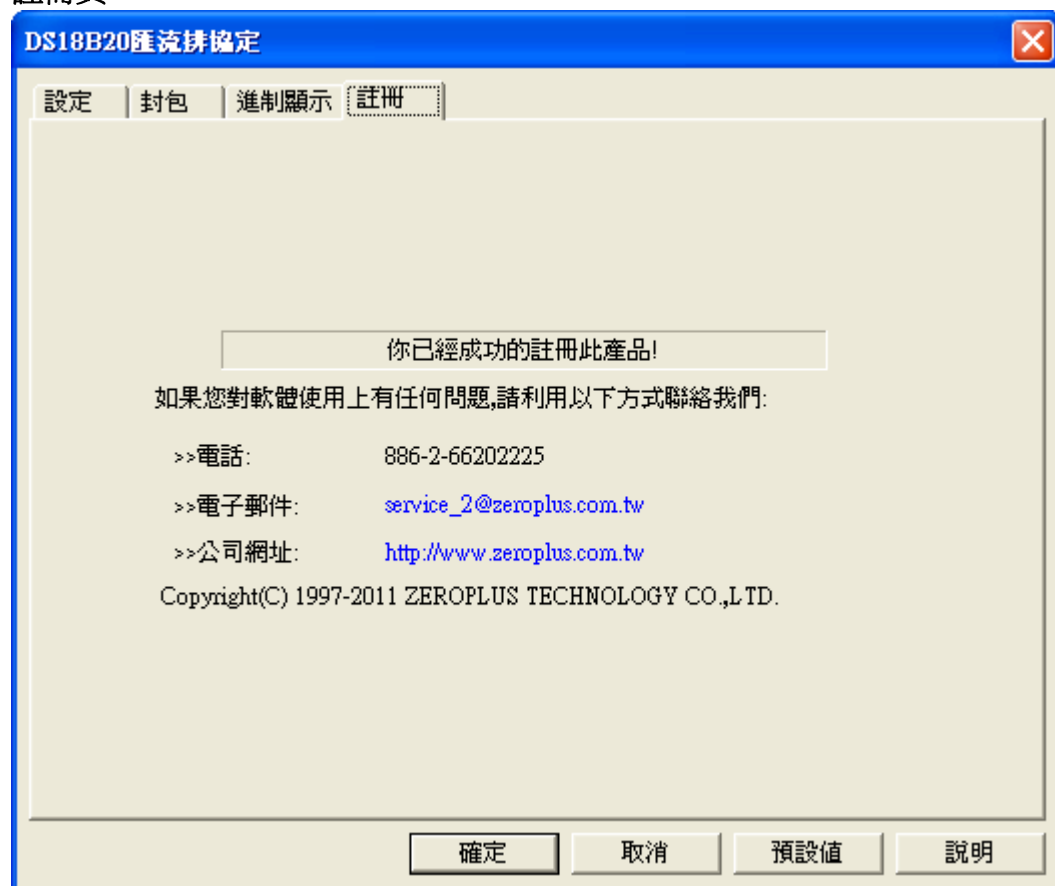 DS18B20匯流排協定
設定 封包 進制顯示 註冊
你已經成功的註冊此產品!
如果您對軟體使用上有任何問題,請利用以下方式聯絡我們:
>>電話: 886-2-66202225
>>電子郵件: service_2@zeroplus.com.tw
>>公司網址: http://www.zeroplus.com.tw
Copyright(C) 1997-2011 ZEROPLUS TECHNOLOGY CO.,LTD.
確定 取消 預設值 說明